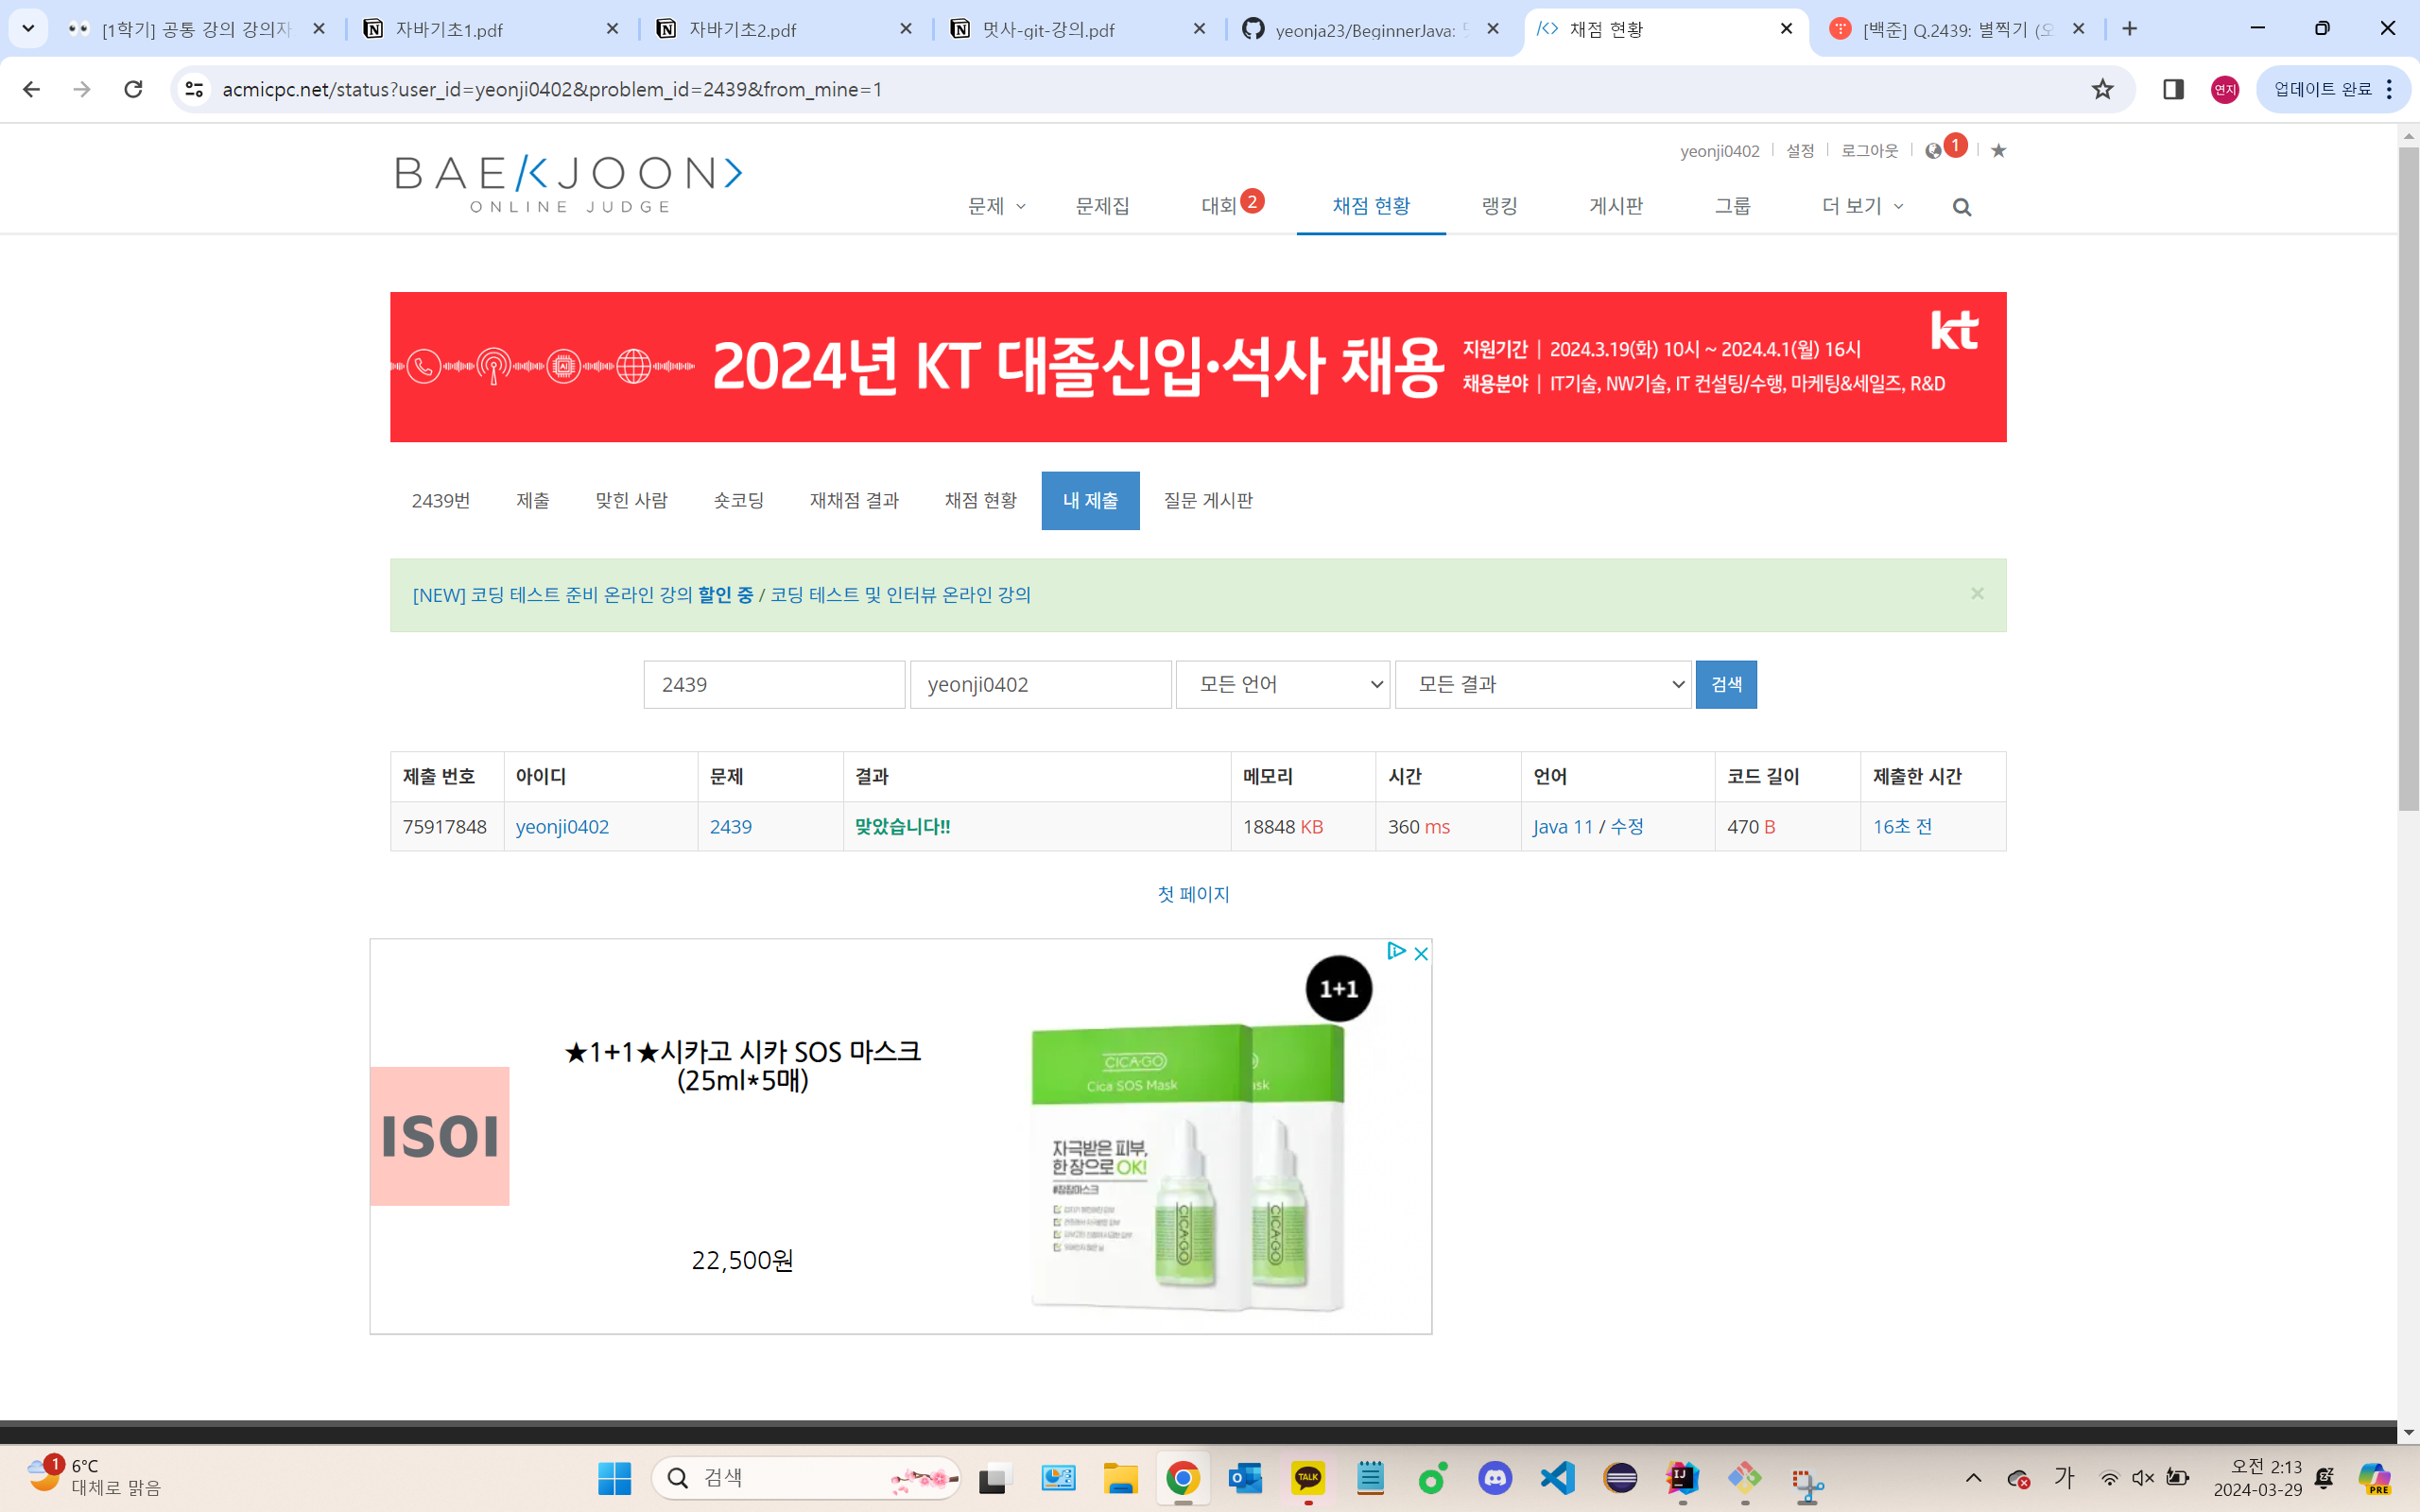 [1학기] 공통 강의 강의자
자바기초1.pdf
자바기초2.pdf
멋사-git-강의.pdf
yeonja23/BeginnerJava:
채점 현황
[백준] Q.2439: 별찍기 (오
acmicpc.net/status?user_id=yeonji0402&problem_id=2439&from_mine=1
연지
업데이트 완료
yeonji0402 설정 로그아웃 1
BAEKJOON
ONLINE JUDGE
문제 문제집 대회 2 채점 현황 랭킹 게시판 그룹 더 보기
2024년 KT 대졸신입·석사 채용
지원기간 | 2024.3.19(화) 10시 ~ 2024.4.1(월) 16시
채용분야 | IT기술, NW기술, IT 컨설팅/수행, 마케팅&세일즈, R&D
kt
2439번 제출 맞힌 사람 숏코딩 재채점 결과 채점 현황 내 제출 질문 게시판
[NEW] 코딩 테스트 준비 온라인 강의 할인 중 / 코딩 테스트 및 인터뷰 온라인 강의
2439 yeonji0402 모든 언어 모든 결과 검색
제출 번호 아이디 문제 결과 메모리 시간 언어 코드 길이 제출한 시간
75917848 yeonji0402 2439 맞았습니다!! 18848 KB 360 ms Java 11 / 수정 470 B 16초 전
첫 페이지
1+1
★1+1★시카고 시카 SOS 마스크
(25ml*5매)
ISOI
22,500원
CICA·GO
Cica SOS Mask
자극받은 피부,
한 장으로 OK!
CICA·GO
CICA·GO
1
6°C
대체로 맑음
검색
TALK
가
오전 2:13
2024-03-29
PRE